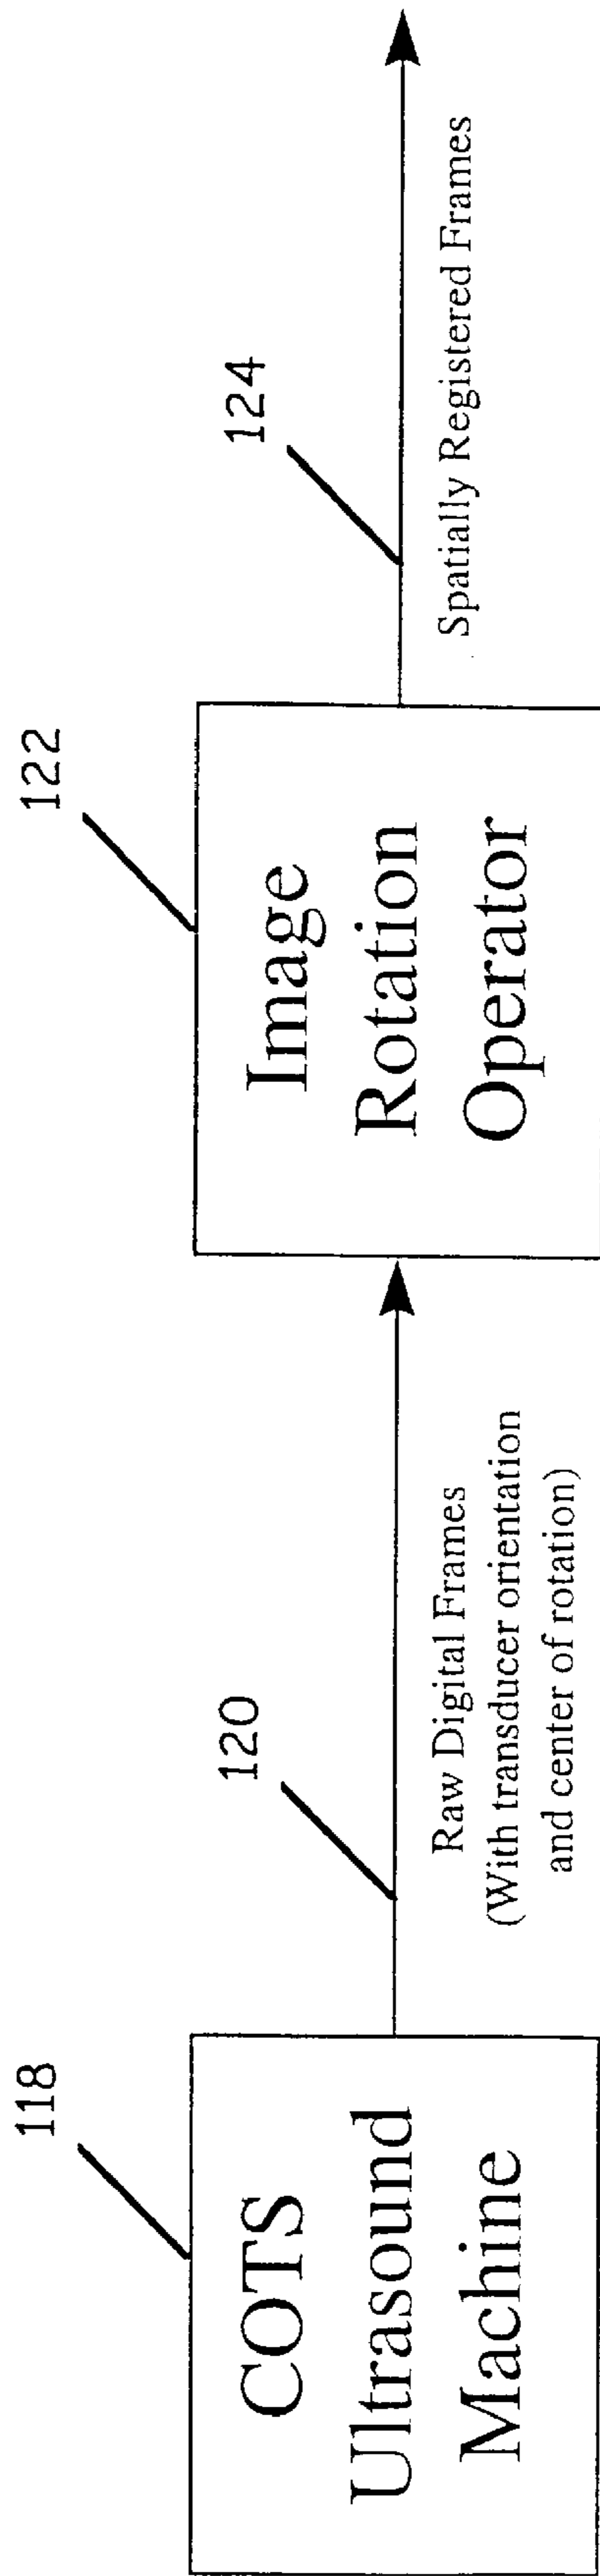 118
COTS
Ultrasound
Machine
120
Raw Digital Frames
(With transducer orientation
and center of rotation)
122
Image
Rotation
Operator
124
Spatially Registered Frames